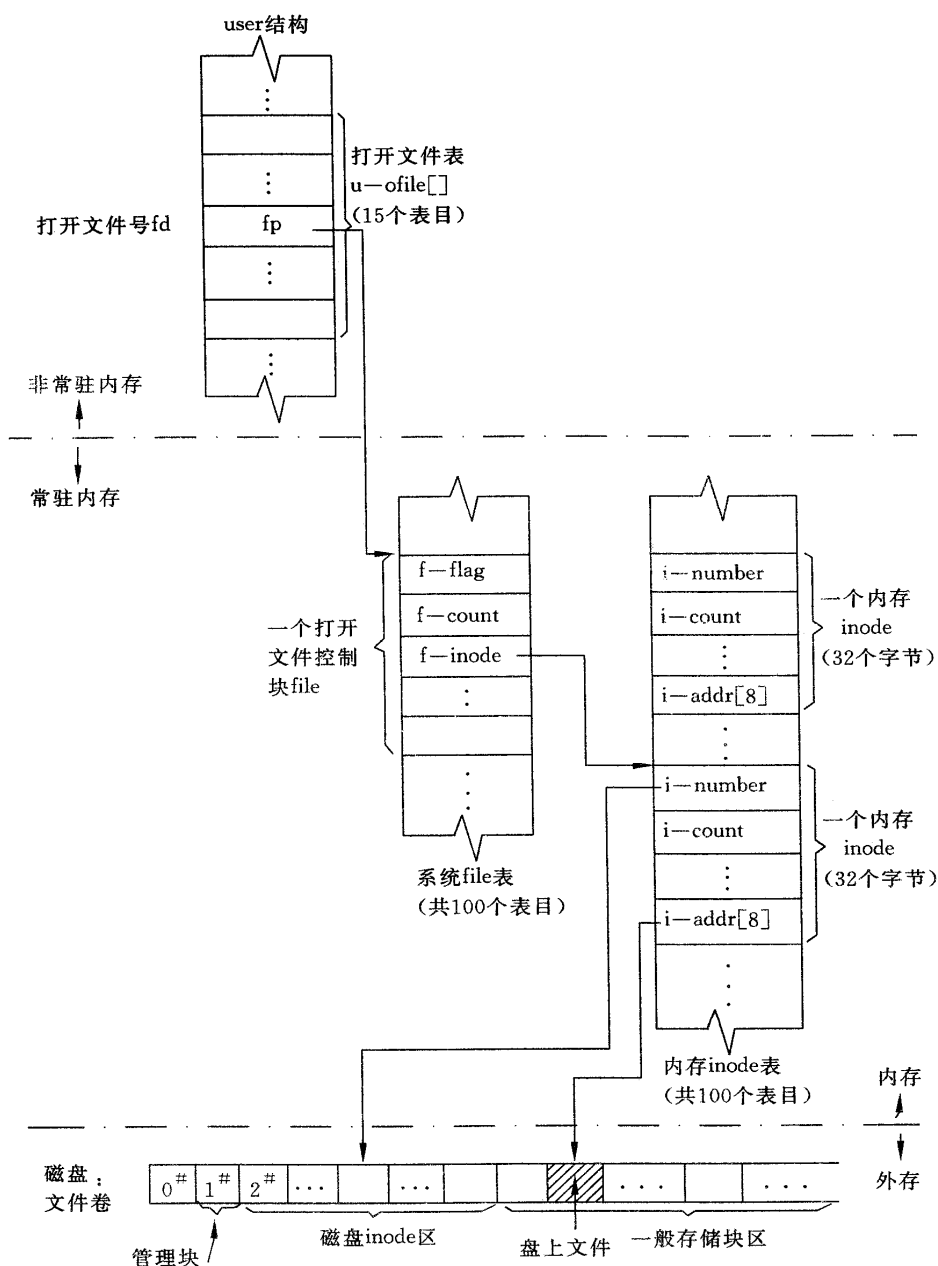 user结构
打开文件表
u—ofile[]
(15个表目)
打开文件号fd
fp
非常驻内存
常驻内存
f—flag
f—count
f—inode
一个打开
文件控制
块file
系统file表
(共100个表目)
i—number
i—count
i—addr[8]
一个内存
inode
(32个字节)
i—number
i—count
i—addr[8]
一个内存
inode
(32个字节)
内存inode表
(共100个表目)
内存
外存
磁盘:
文件卷
0# 1# 2# ... ... ... ...
管理块
磁盘inode区
盘上文件
一般存储块区